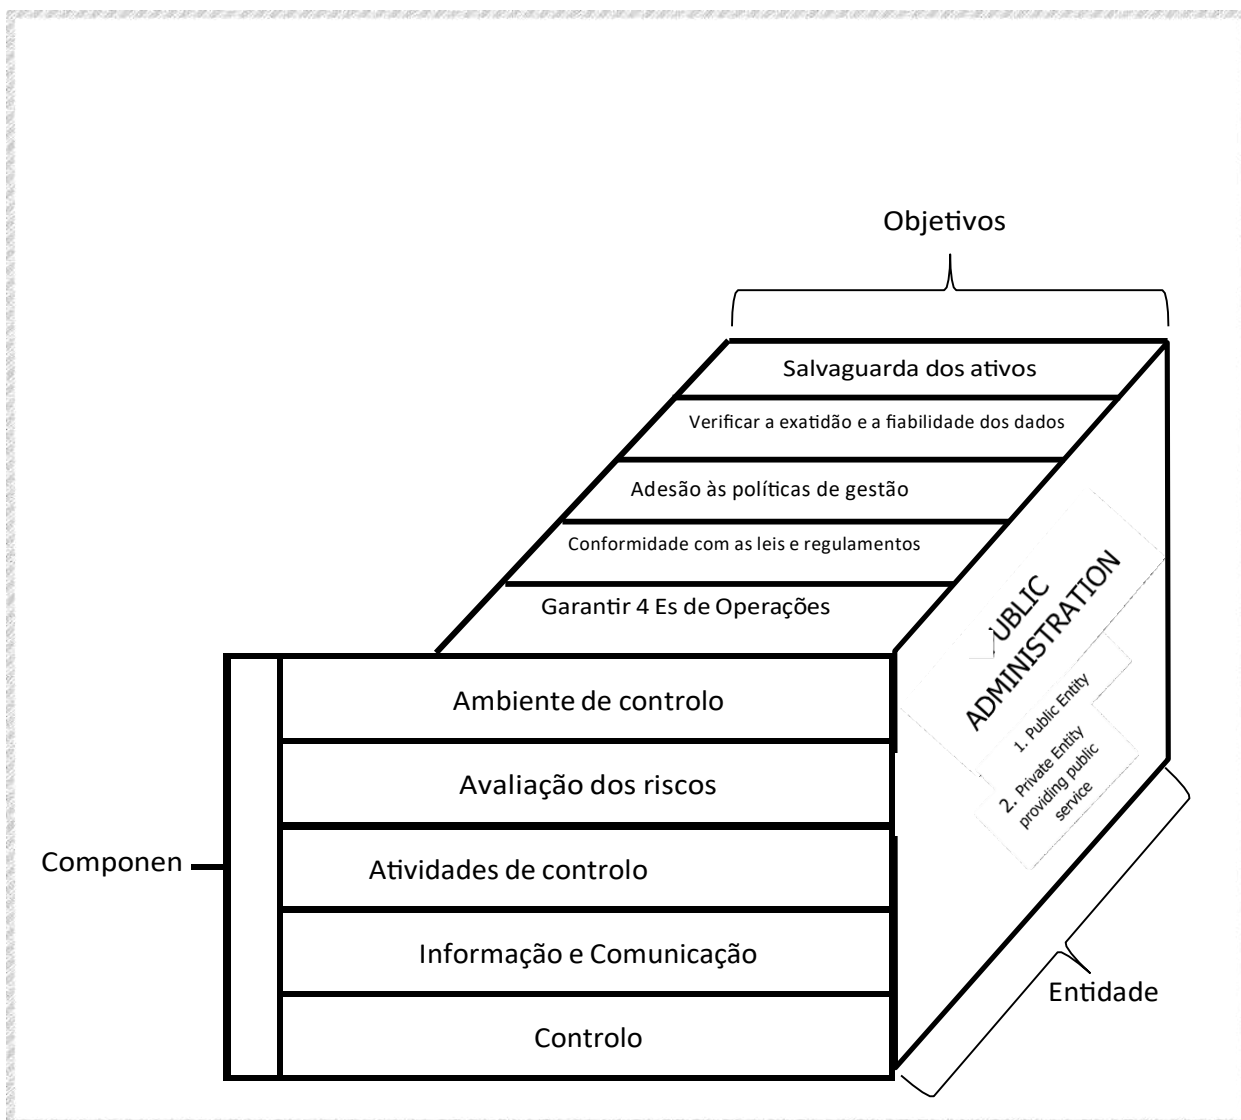 Objetivos
Salvaguarda dos ativos
Verificar a exatidão e a fiabilidade dos dados
Adesão às políticas de gestão
Conformidade com as leis e regulamentos
Garantir 4 Es de Operações
UBLIC
ADMINISTRATION
1. Public Entity
2. Private Entity
providing public
service
Ambiente de controlo
Avaliação dos riscos
Atividades de controlo
Informação e Comunicação
Controlo
Componen
Entidade